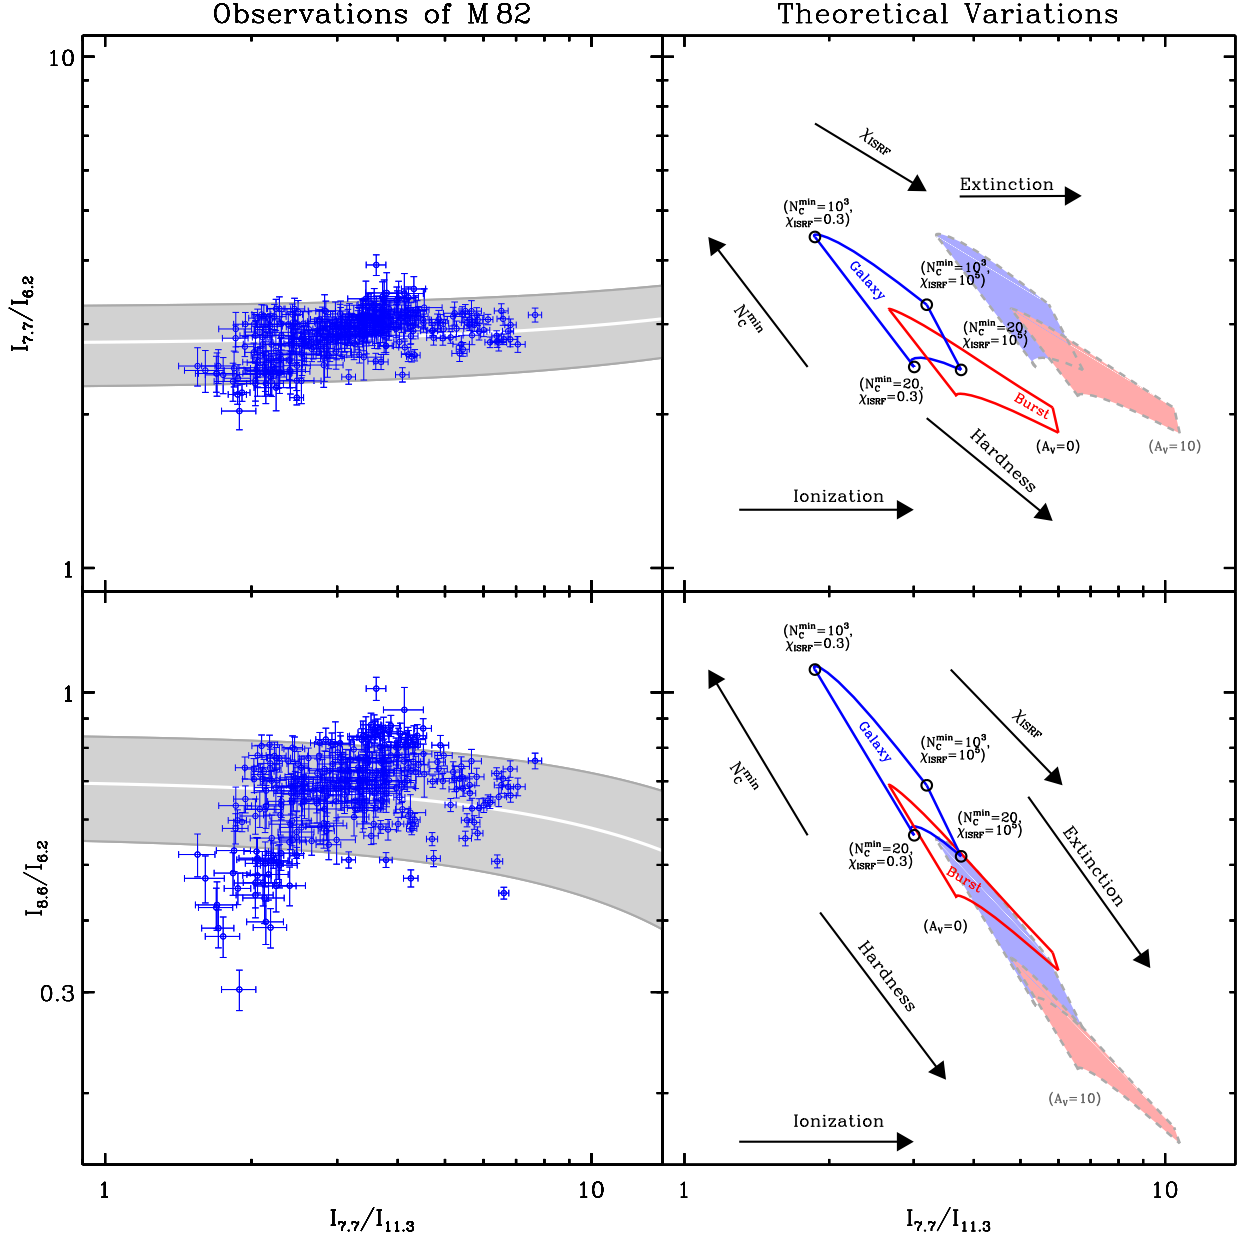 Observations of M 82
Theoretical Variations
10
1
I7.7/I6.2
χISRF
Extinction
(NCmin=10³,
χISRF=0.3)
NCmin
Galaxy
(NCmin=10³,
χISRF=10⁵)
(NCmin=20,
χISRF=10⁵)
(NCmin=20,
χISRF=0.3)
Burst
(AV=0)
(AV=10)
Hardness
Ionization
1
0.3
I8.6/I6.2
(NCmin=10³,
χISRF=0.3)
NCmin
χISRF
Galaxy
(NCmin=10³,
χISRF=10⁵)
(NCmin=20,
χISRF=10⁵)
(NCmin=20,
χISRF=0.3)
Extinction
Burst
(AV=0)
Hardness
(AV=10)
Ionization
1
10
1
10
I7.7/I11.3
I7.7/I11.3